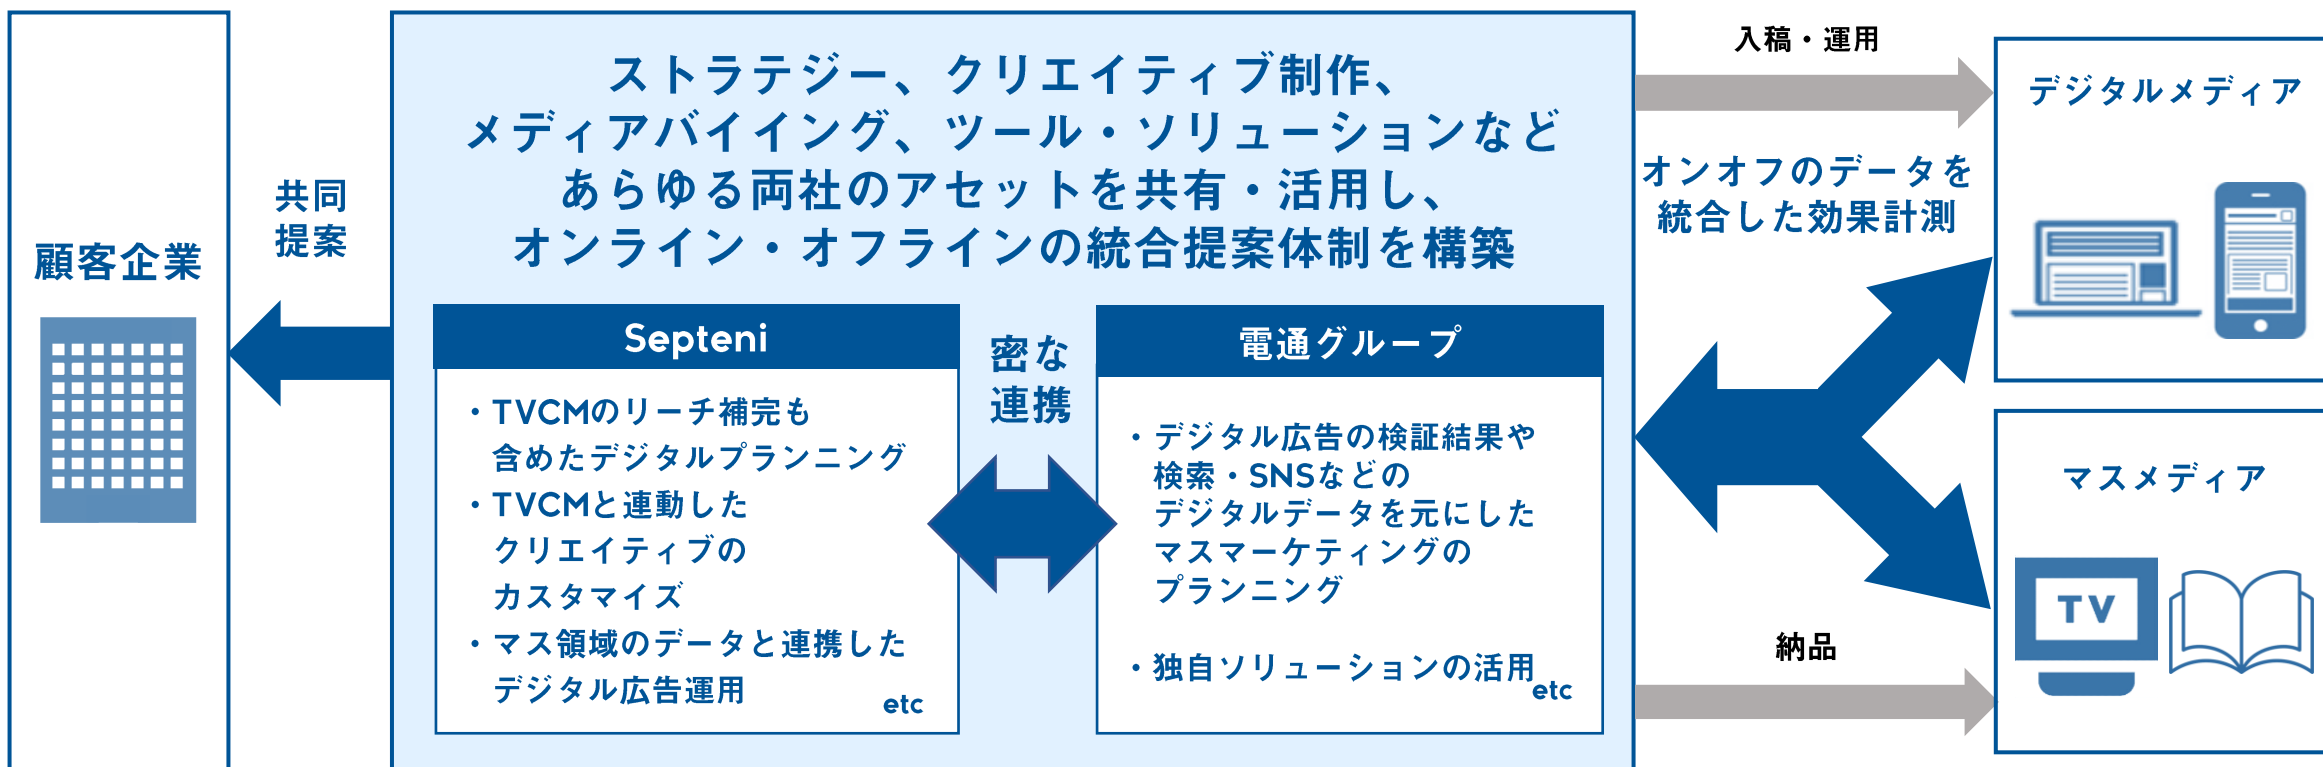 顧客企業
共同
提案
ストラテジー、クリエイティブ制作、
メディアバイイング、ツール・ソリューションなど
あらゆる両社のアセットを共有・活用し、
オンライン・オフラインの統合提案体制を構築
Septeni
・TVCMのリーチ補完も
含めたデジタルプランニング
・TVCMと連動した
クリエイティブの
カスタマイズ
・マス領域のデータと連携した
デジタル広告運用
etc
密な
連携
電通グループ
・デジタル広告の検証結果や
検索・SNSなどの
デジタルデータを元にした
マスマーケティングの
プランニング
・独自ソリューションの活用
etc
入稿・運用
オンオフのデータを
統合した効果計測
納品
デジタルメディア
マスメディア
TV